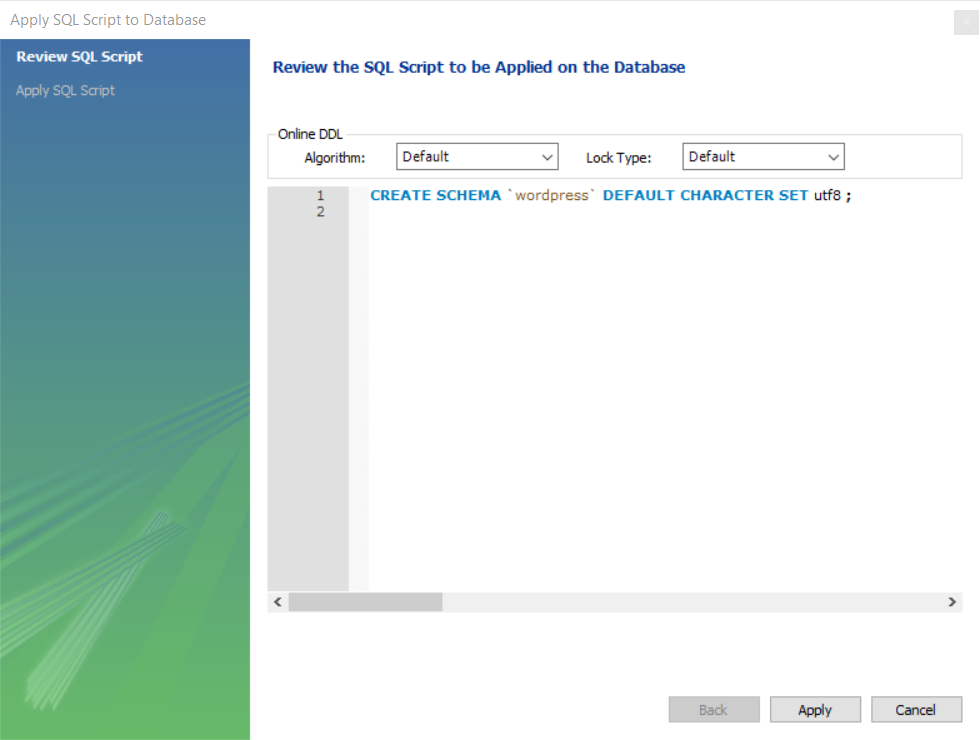 Apply SQL Script to Database
Review SQL Script
Apply SQL Script
Review the SQL Script to be Applied on the Database
Online DDL
Algorithm: Default Lock Type: Default
1 CREATE SCHEMA `wordpress` DEFAULT CHARACTER SET utf8 ;
2
Back Apply Cancel